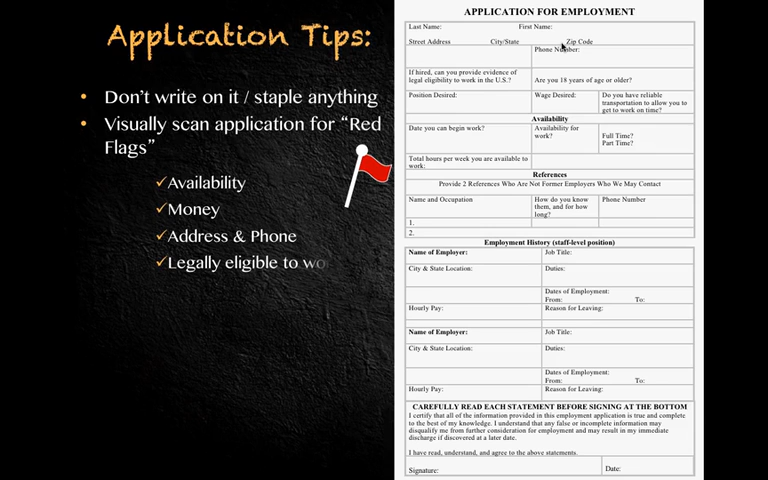 Application Tips:
• Don't write on it / staple anything
• Visually scan application for "Red
Flags"
✓Availability
✓Money
✓Address & Phone
✓Legally eligible to wo
APPLICATION FOR EMPLOYMENT
Last Name: First Name:
Street Address City/State Zip Code
Phone Number:
If hired, can you provide evidence of
legal eligibility to work in the U.S.?
Are you 18 years of age or older?
Position Desired:
Wage Desired:
Do you have reliable
transportation to allow you to
get to work on time?
Availability
Date you can begin work?
Availability for
work?
Full Time?
Part Time?
Total hours per week you are available to
work:
References
Provide 2 References Who Are Not Former Employers Who We May Contact
Name and Occupation
How do you know
them, and for how
long?
Phone Number
1.
2.
Employment History (staff-level position)
Name of Employer: Job Title:
City & State Location: Duties:
Dates of Employment:
From: To:
Hourly Pay: Reason for Leaving:
Name of Employer: Job Title:
City & State Location: Duties:
Dates of Employment:
From: To:
Hourly Pay: Reason for Leaving:
CAREFULLY READ EACH STATEMENT BEFORE SIGNING AT THE BOTTOM
I certify that all of the information provided in this employment application is true and complete
to the best of my knowledge. I understand that any false or incomplete information may
disqualify me from further consideration for employment and may result in my immediate
discharge if discovered at a later date.
I have read, understand, and agree to the above statements.
Signature: Date: